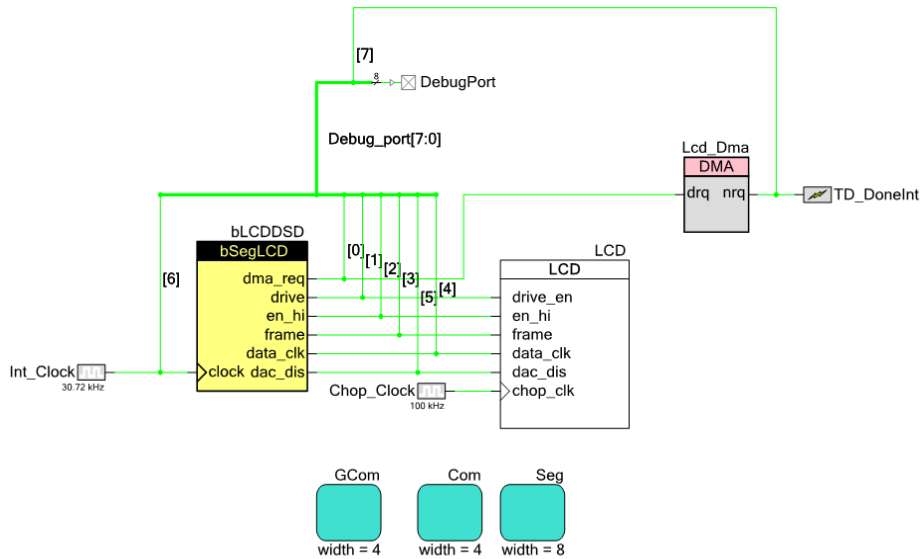 [7]
8
DebugPort
Debug_port[7:0]
Lcd_Dma
DMA
drq nrq
TD_DoneInt
bLCDDSD
bSegLCD
[6]
[0]
[1]
[2]
[3]
[5]
[4]
dma_req
drive
en_hi
frame
data_clk
clock dac_dis
LCD
LCD
drive_en
en_hi
frame
data_clk
dac_dis
chop_clk
Int_Clock
30.72 kHz
Chop_Clock
100 kHz
GCom
width = 4
Com
width = 4
Seg
width = 8